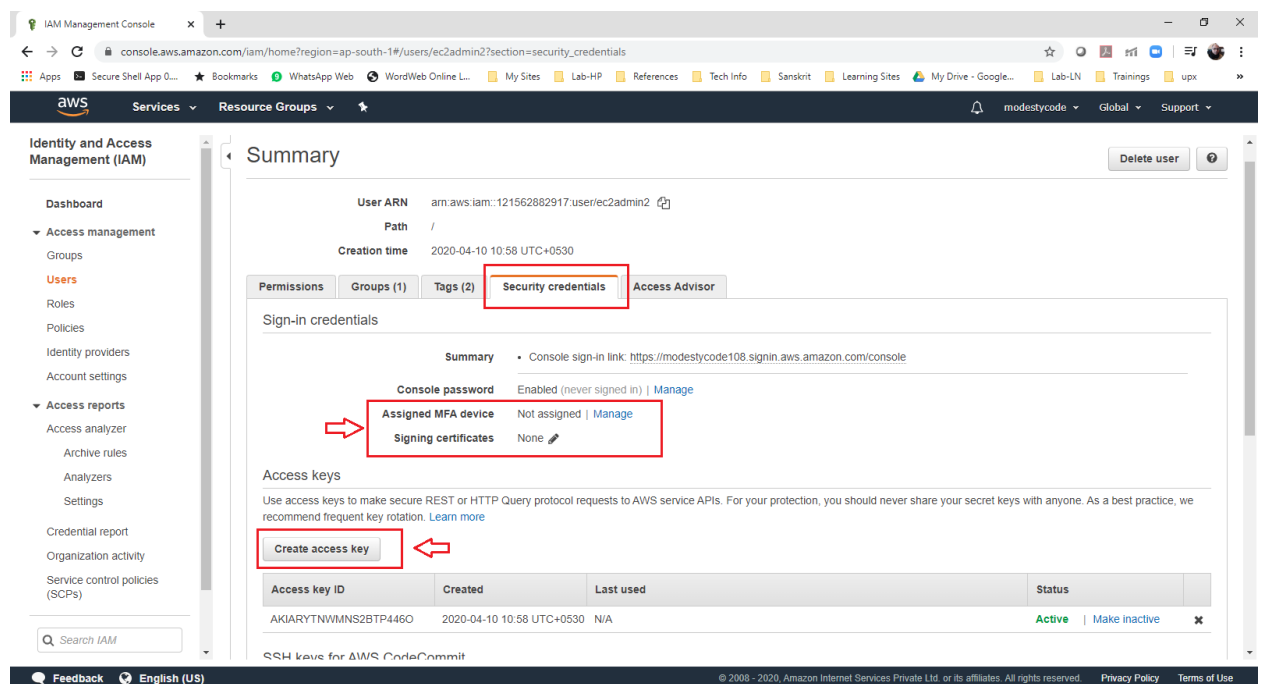 IAM Management Console
console.aws.amazon.com/iam/home?region=ap-south-1#/users/ec2admin2?section=security_credentials
Apps Secure Shell App 0.... Bookmarks WhatsApp Web WordWeb Online L... My Sites Lab-HP References Tech Info Sanskrit Learning Sites My Drive - Google... Lab-LN Trainings upx »
aws Services Resource Groups modestycode Global Support
Identity and Access
Management (IAM)
Dashboard
Access management
Groups
Users
Roles
Policies
Identity providers
Account settings
Access reports
Access analyzer
Archive rules
Analyzers
Settings
Credential report
Organization activity
Service control policies
(SCPs)
Search IAM
Summary
Delete user
User ARN arn:aws:iam::121562882917:user/ec2admin2
Path /
Creation time 2020-04-10 10:58 UTC+0530
Permissions Groups (1) Tags (2) Security credentials Access Advisor
Sign-in credentials
Summary • Console sign-in link: https://modestycode108.signin.aws.amazon.com/console
Console password Enabled (never signed in) | Manage
Assigned MFA device Not assigned | Manage
Signing certificates None
Access keys
Use access keys to make secure REST or HTTP Query protocol requests to AWS service APIs. For your protection, you should never share your secret keys with anyone. As a best practice, we
recommend frequent key rotation. Learn more
Create access key
Access key ID Created Last used Status
AKIARYTNWMNS2BTP446O 2020-04-10 10:58 UTC+0530 N/A Active | Make inactive
SSH keys for AWS CodeCommit
Feedback English (US) © 2008 - 2020, Amazon Internet Services Private Ltd. or its affiliates. All rights reserved. Privacy Policy Terms of Use